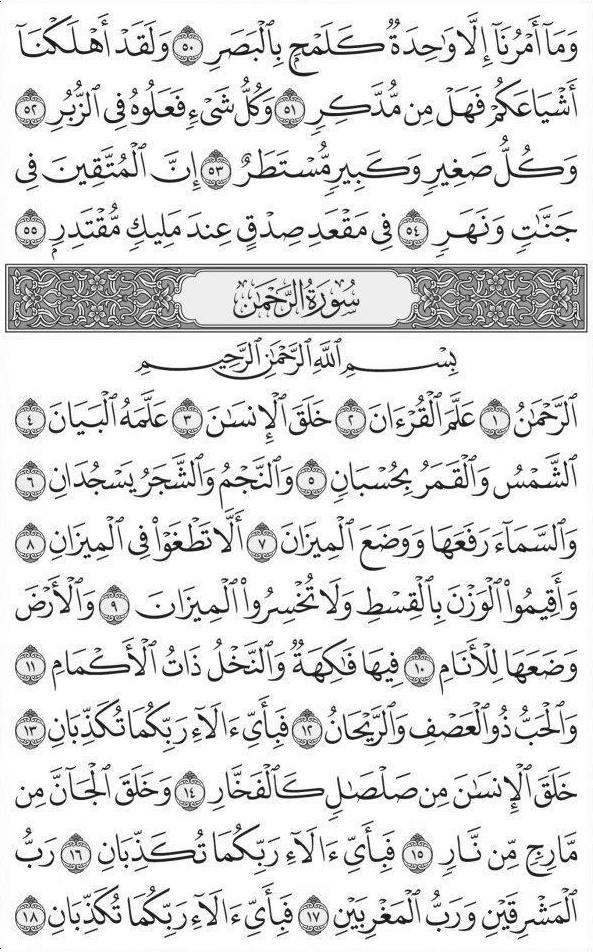 وَمَآ أَمْرُنَآ إِلَّا وَٰحِدَةٌ كَلَمْحٍۭ بِٱلْبَصَرِ ٥٠ وَلَقَدْ أَهْلَكْنَآ
أَشْيَاعَكُمْ فَهَلْ مِن مُّدَّكِرٍ ٥١ وَكُلُّ شَىْءٍ فَعَلُوهُ فِى ٱلزُّبُرِ ٥٢
وَكُلُّ صَغِيرٍ وَكَبِيرٍ مُّسْتَطَرٌ ٥٣ إِنَّ ٱلْمُتَّقِينَ فِى
جَنَّٰتٍ وَنَهَرٍ ٥٤ فِى مَقْعَدِ صِدْقٍ عِندَ مَلِيكٍ مُّقْتَدِرٍۭ ٥٥
سُورَةُ الرَّحْمَٰن
بِسْمِ ٱللَّهِ ٱلرَّحْمَٰنِ ٱلرَّحِيمِ
ٱلرَّحْمَٰنُ ١ عَلَّمَ ٱلْقُرْءَانَ ٢ خَلَقَ ٱلْإِنسَٰنَ ٣ عَلَّمَهُ ٱلْبَيَانَ ٤
ٱلشَّمْسُ وَٱلْقَمَرُ بِحُسْبَانٍ ٥ وَٱلنَّجْمُ وَٱلشَّجَرُ يَسْجُدَانِ ٦
وَٱلسَّمَآءَ رَفَعَهَا وَوَضَعَ ٱلْمِيزَانَ ٧ أَلَّا تَطْغَوْا۟ فِى ٱلْمِيزَانِ ٨
وَأَقِيمُوا۟ ٱلْوَزْنَ بِٱلْقِسْطِ وَلَا تُخْسِرُوا۟ ٱلْمِيزَانَ ٩ وَٱلْأَرْضَ
وَضَعَهَا لِلْأَنَامِ ١٠ فِيهَا فَٰكِهَةٌ وَٱلنَّخْلُ ذَاتُ ٱلْأَكْمَامِ ١١
وَٱلْحَبُّ ذُو ٱلْعَصْفِ وَٱلرَّيْحَانُ ١٢ فَبِأَىِّ ءَالَآءِ رَبِّكُمَا تُكَذِّبَانِ ١٣
خَلَقَ ٱلْإِنسَٰنَ مِن صَلْصَٰلٍ كَٱلْفَخَّارِ ١٤ وَخَلَقَ ٱلْجَآنَّ مِن
مَّارِجٍ مِّن نَّارٍ ١٥ فَبِأَىِّ ءَالَآءِ رَبِّكُمَا تُكَذِّبَانِ ١٦ رَبُّ
ٱلْمَشْرِقَيْنِ وَرَبُّ ٱلْمَغْرِبَيْنِ ١٧ فَبِأَىِّ ءَالَآءِ رَبِّكُمَا تُكَذِّبَانِ ١٨